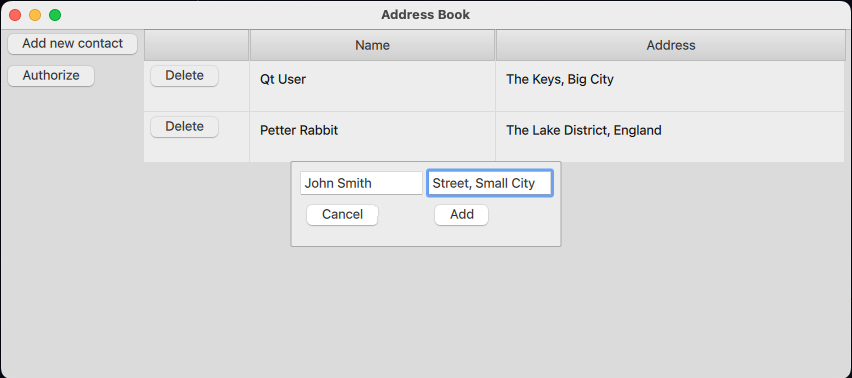 Address Book
Add new contact
Name
Address
Authorize
Delete
Qt User
The Keys, Big City
Delete
Petter Rabbit
The Lake District, England
John Smith
Street, Small City
Cancel
Add